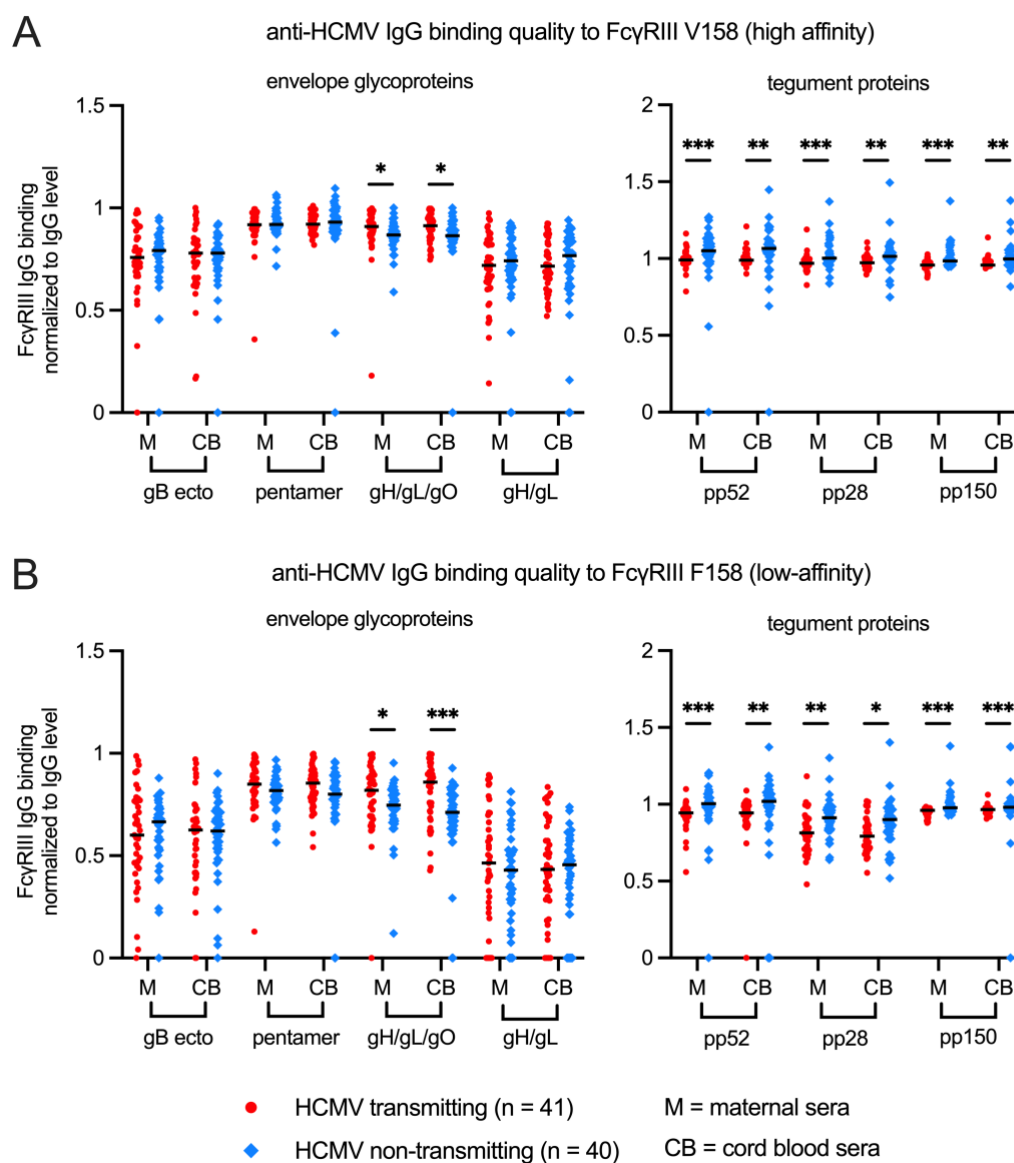 A
anti-HCMV IgG binding quality to FcγRIII V158 (high affinity)
envelope glycoproteins
tegument proteins
FcγRIII IgG binding
normalized to IgG level
1.5
1
0.5
0
* *
2
1.5
1
0.5
0
*** ** *** ** *** **
M CB M CB M CB M CB
gB ecto pentamer gH/gL/gO gH/gL
M CB M CB M CB
pp52 pp28 pp150
B
anti-HCMV IgG binding quality to FcγRIII F158 (low-affinity)
envelope glycoproteins
tegument proteins
FcγRIII IgG binding
normalized to IgG level
1.5
1
0.5
0
* ***
2
1.5
1
0.5
0
*** ** ** * *** ***
M CB M CB M CB M CB
gB ecto pentamer gH/gL/gO gH/gL
M CB M CB M CB
pp52 pp28 pp150
HCMV transmitting (n = 41) M = maternal sera
HCMV non-transmitting (n = 40) CB = cord blood sera